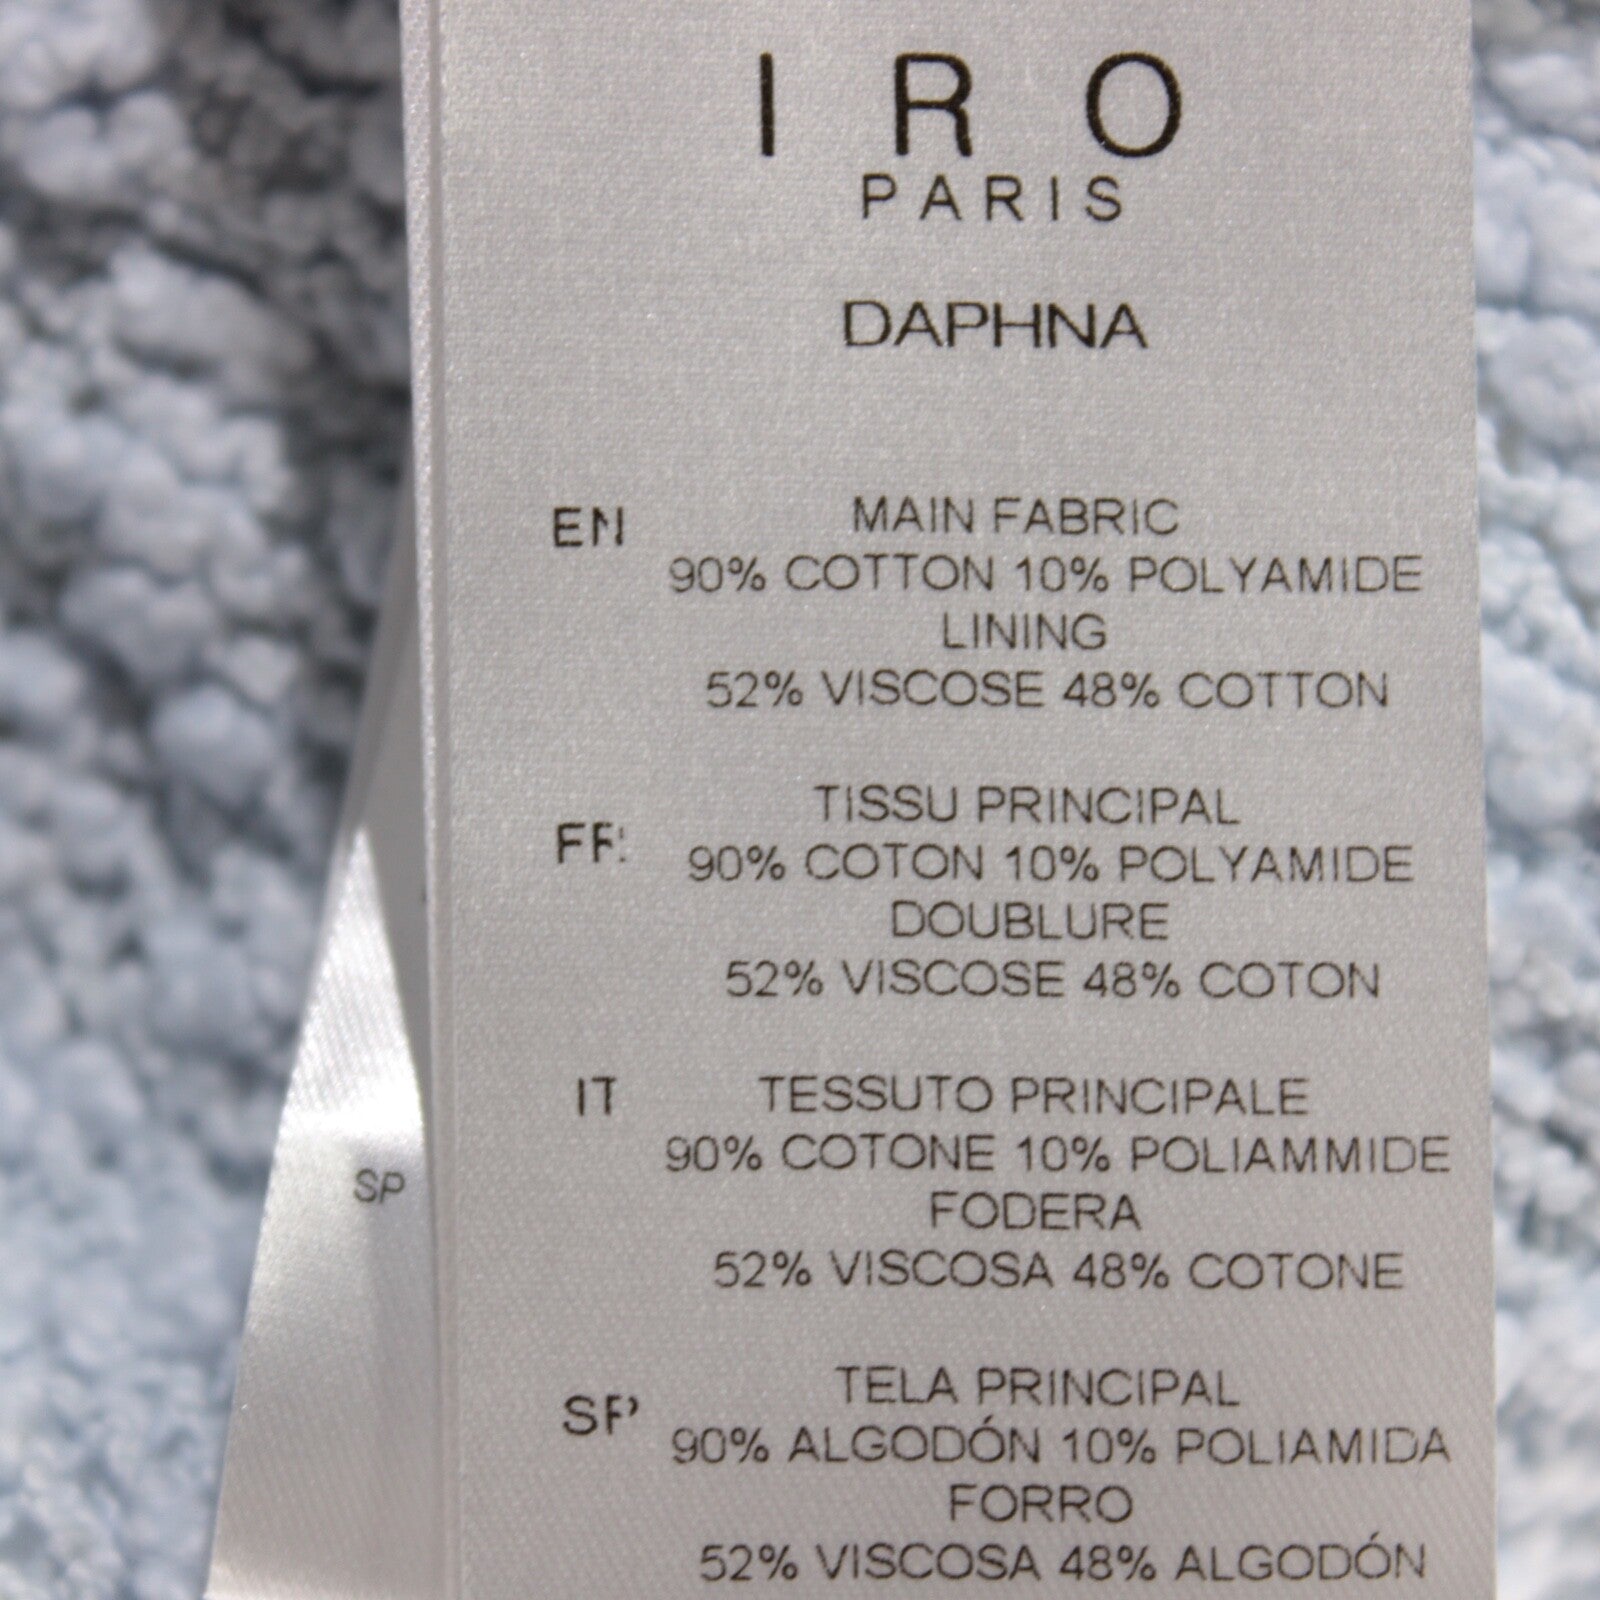 IRO
PARIS
DAPHNA
EN
MAIN FABRIC
90% COTTON 10% POLYAMIDE
LINING
52% VISCOSE 48% COTTON
FR
TISSU PRINCIPAL
90% COTON 10% POLYAMIDE
DOUBLURE
52% VISCOSE 48% COTON
IT
TESSUTO PRINCIPALE
90% COTONE 10% POLIAMMIDE
FODERA
52% VISCOSA 48% COTONE
SP
TELA PRINCIPAL
90% ALGODÓN 10% POLIAMIDA
FORRO
52% VISCOSA 48% ALGODÓN
SP